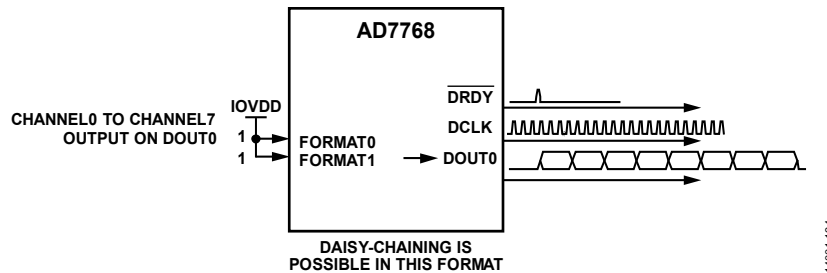 AD7768
IOVDD
CHANNEL0 TO CHANNEL7
OUTPUT ON DOUT0
1
1
FORMAT0
FORMAT1
DRDY
DCLK
DOUT0
DAISY-CHAINING IS
POSSIBLE IN THIS FORMAT